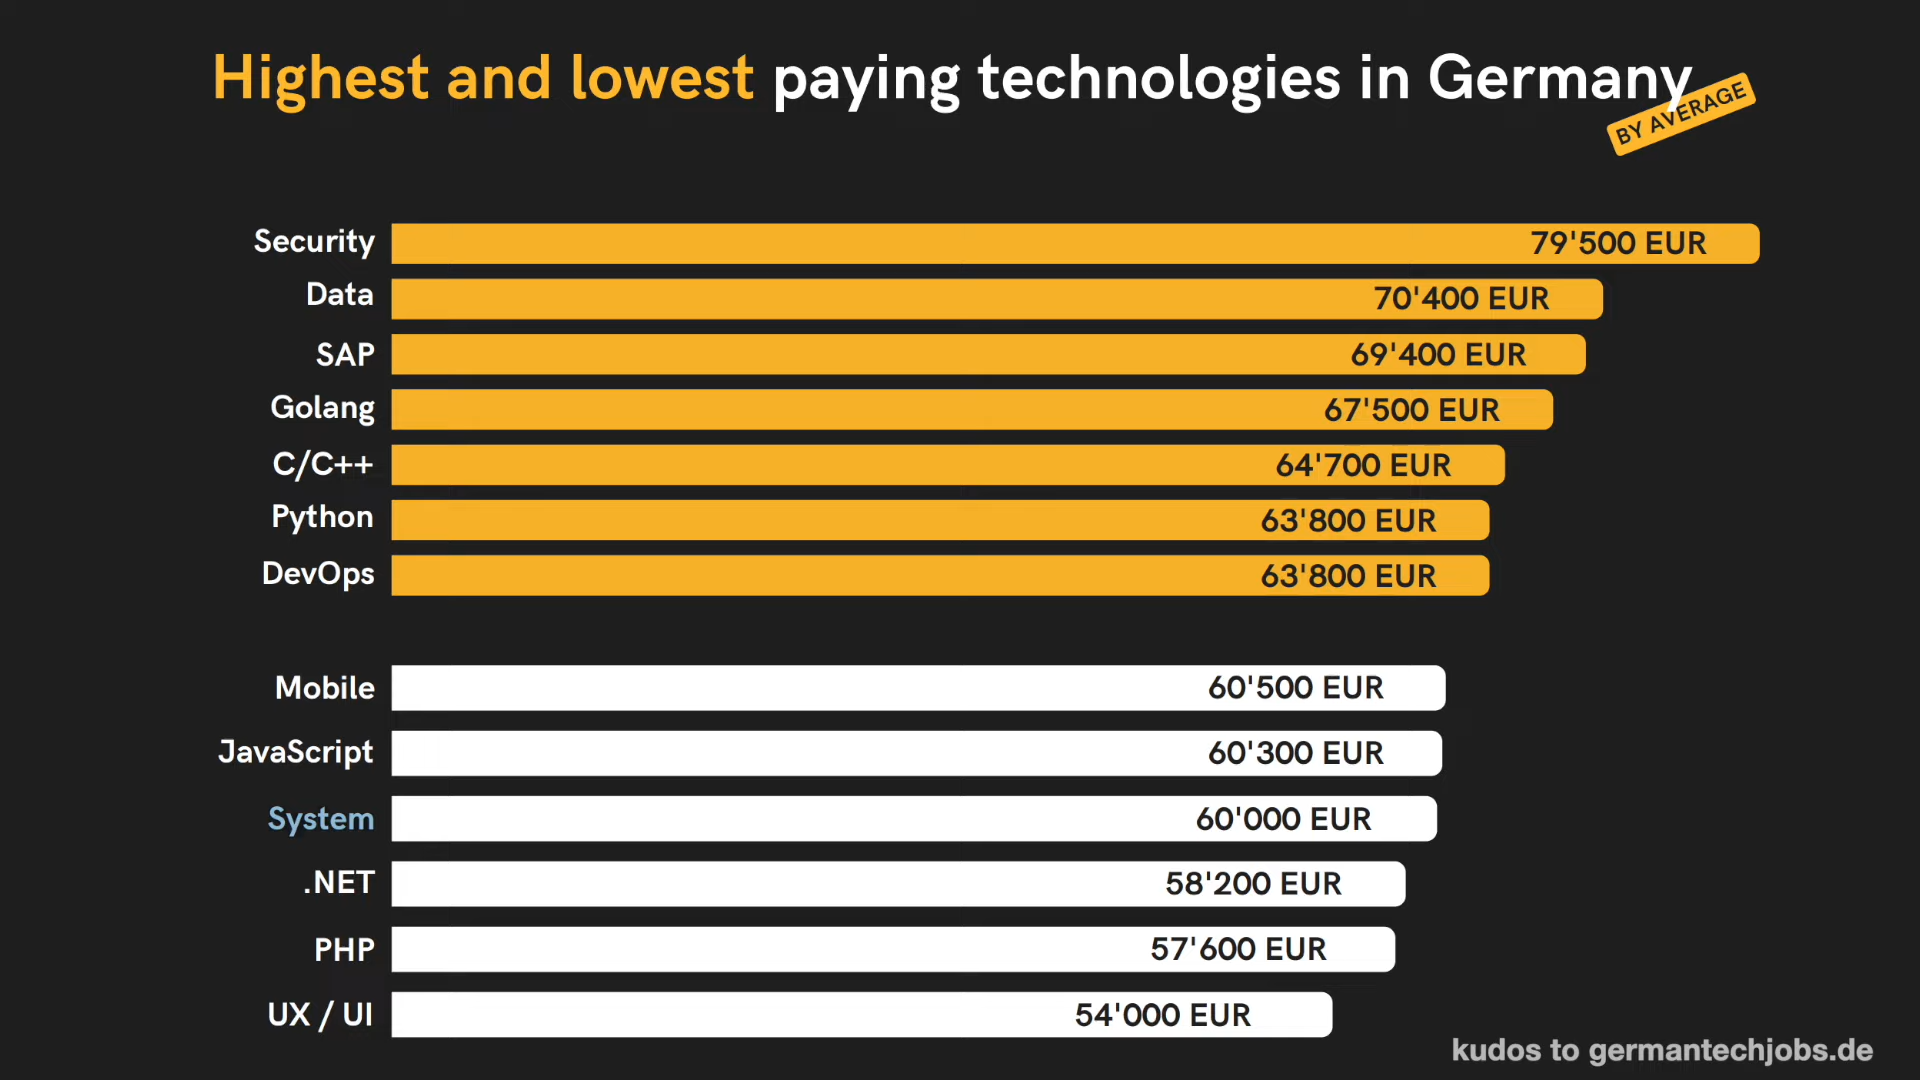 Highest and lowest paying technologies in Germany
BY AVERAGE
Security 79'500 EUR
Data 70'400 EUR
SAP 69'400 EUR
Golang 67'500 EUR
C/C++ 64'700 EUR
Python 63'800 EUR
DevOps 63'800 EUR
Mobile 60'500 EUR
JavaScript 60'300 EUR
System 60'000 EUR
.NET 58'200 EUR
PHP 57'600 EUR
UX / UI 54'000 EUR
kudos to germantechjobs.de